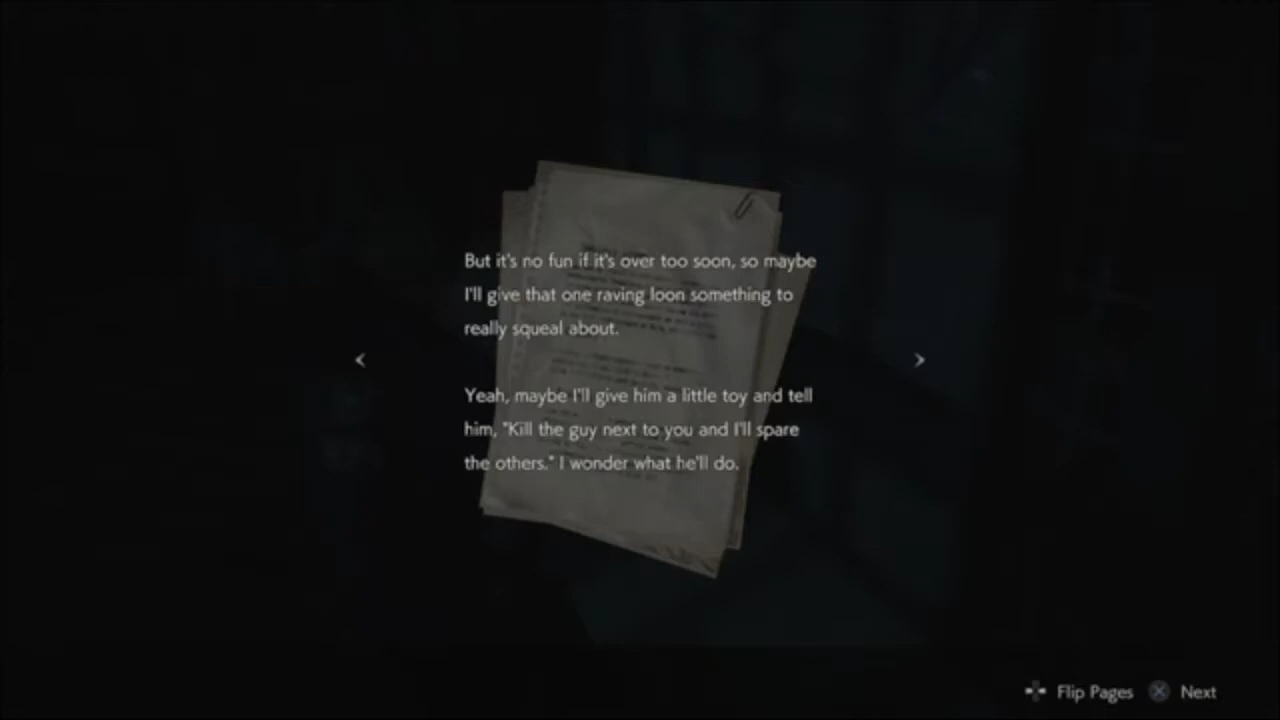 But it's no fun if it's over too soon, so maybe
I'll give that one raving loon something to
really squeal about.
Yeah, maybe I'll give him a little toy and tell
him, "Kill the guy next to you and I'll spare
the others." I wonder what he'll do.
Flip Pages
Next